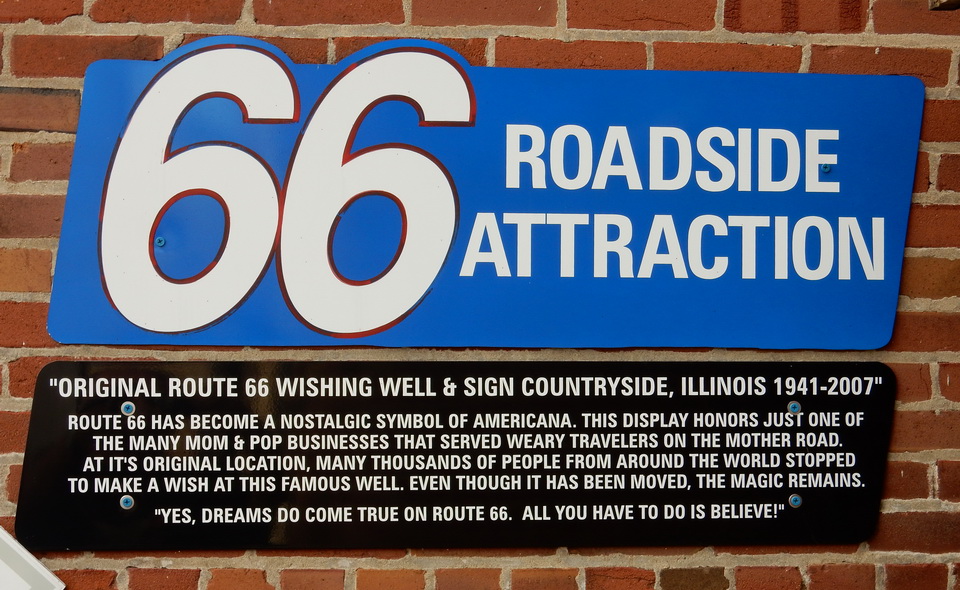 66
ROADSIDE
ATTRACTION
"ORIGINAL ROUTE 66 WISHING WELL & SIGN COUNTRYSIDE, ILLINOIS 1941-2007"
ROUTE 66 HAS BECOME A NOSTALGIC SYMBOL OF AMERICANA. THIS DISPLAY HONORS JUST ONE OF
THE MANY MOM & POP BUSINESSES THAT SERVED WEARY TRAVELERS ON THE MOTHER ROAD.
AT IT'S ORIGINAL LOCATION, MANY THOUSANDS OF PEOPLE FROM AROUND THE WORLD STOPPED
TO MAKE A WISH AT THIS FAMOUS WELL. EVEN THOUGH IT HAS BEEN MOVED, THE MAGIC REMAINS.
"YES, DREAMS DO COME TRUE ON ROUTE 66. ALL YOU HAVE TO DO IS BELIEVE!"